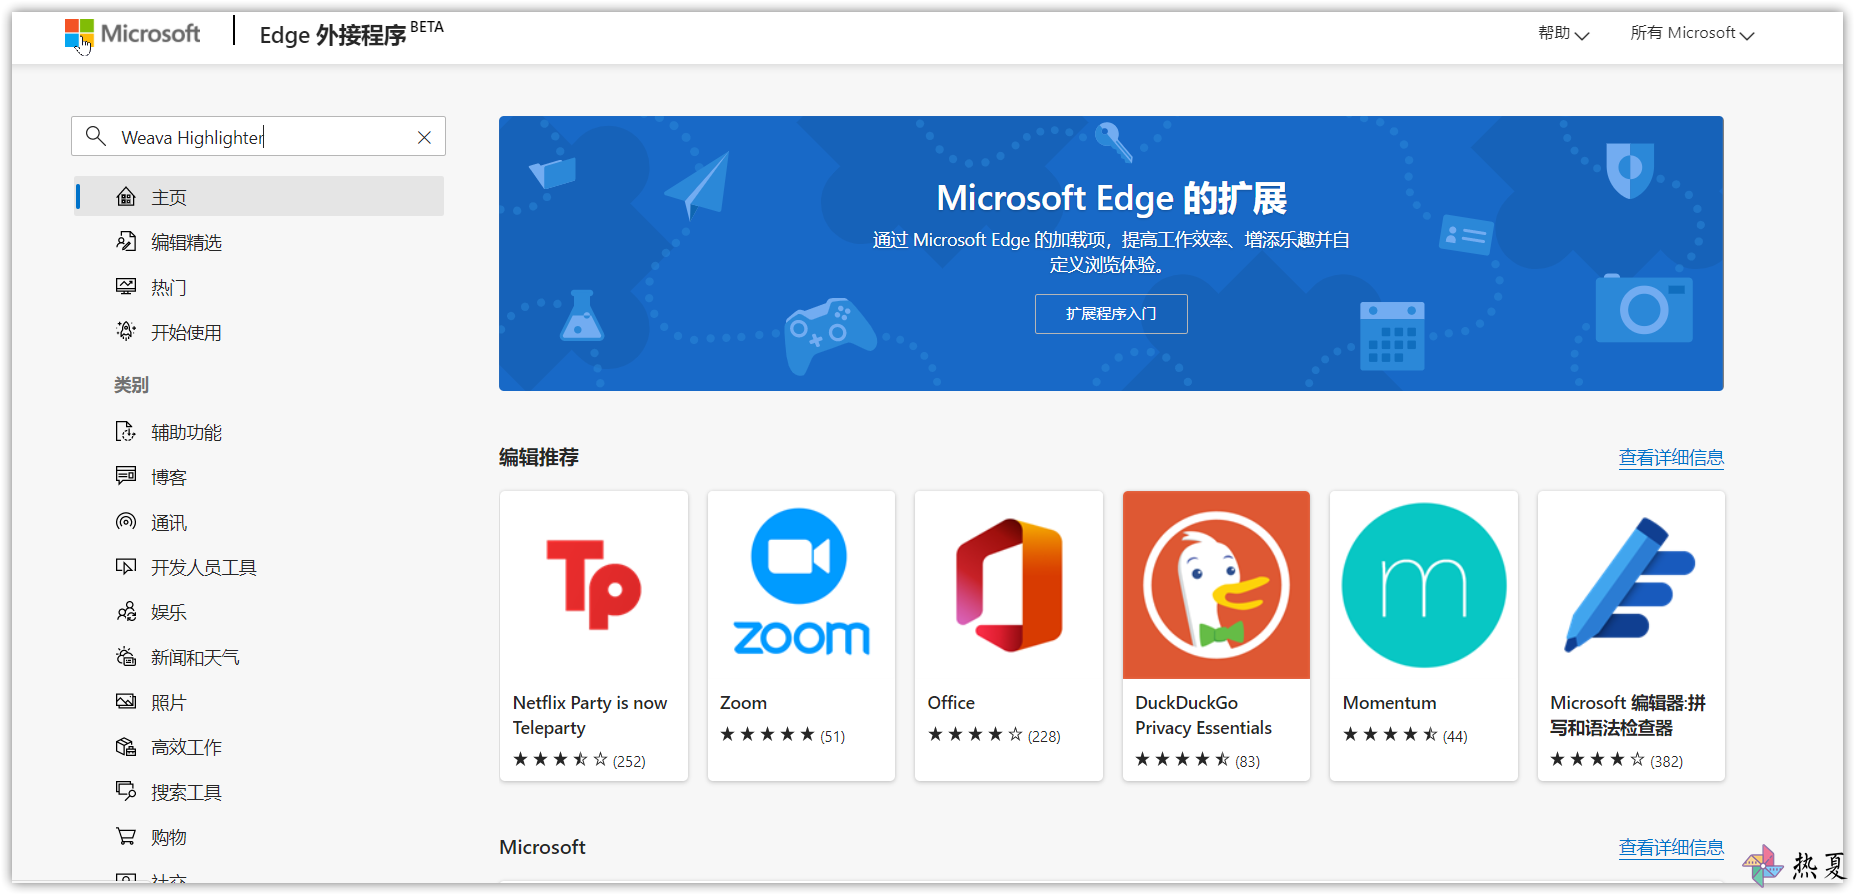 Microsoft
Edge 外接程序 BETA
帮助
所有 Microsoft
Weava Highlighter
主页
编辑精选
热门
开始使用
类别
辅助功能
博客
通讯
开发人员工具
娱乐
新闻和天气
照片
高效工作
搜索工具
购物
社交
Microsoft Edge 的扩展
通过 Microsoft Edge 的加载项，提高工作效率、增添乐趣并自
定义浏览体验。
扩展程序入门
编辑推荐
查看详细信息
Tp
zoom
m
Netflix Party is now
Teleparty
(252)
Zoom
(51)
Office
(228)
DuckDuckGo
Privacy Essentials
(83)
Momentum
(44)
Microsoft 编辑器:拼
写和语法检查器
(382)
Microsoft
查看详细信息
热夏